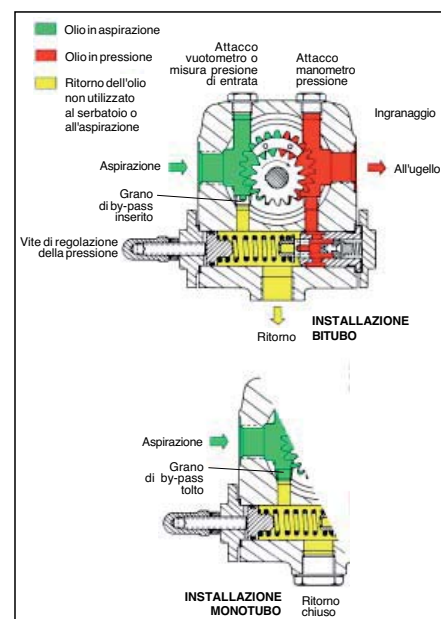 Olio in aspirazione
Olio in pressione
Ritorno dell'olio
non utilizzato
al serbatoio o
all'aspirazione
Attacco
vuotometro o
misura presione
di entrata
Attacco
manometro
pressione
Ingranaggio
Aspirazione
All'ugello
Grano
di by-pass
inserito
Vite di regolazione
della pressione
Ritorno
INSTALLAZIONE
BITUBO
Aspirazione
Grano
di by-pass
tolto
INSTALLAZIONE
MONOTUBO
Ritorno
chiuso